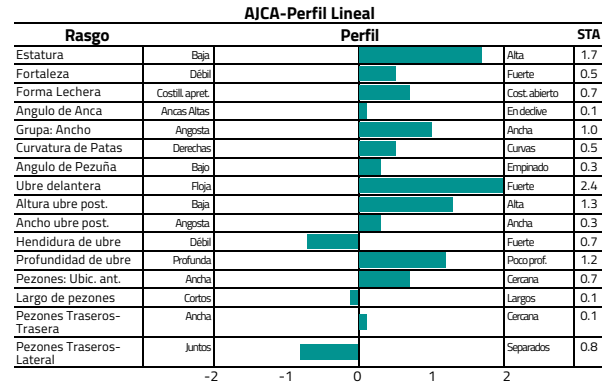 AJCA-Perfil Lineal
Rasgo Perfil STA
Estatura Baja Alta 1.7
Fortaleza Débil Fuerte 0.5
Forma Lechera Costill. apret. Cost. abierto 0.7
Angulo de Anca Ancas Altas En declive 0.1
Grupa: Ancho Angosta Ancha 1.0
Curvatura de Patas Derechas Curvas 0.5
Angulo de Pezuña Bajo Empinado 0.3
Ubre delantera Floja Fuerte 2.4
Altura ubre post. Baja Alta 1.3
Ancho ubre post. Angosta Ancha 0.3
Hendidura de ubre Débil Fuerte 0.7
Profundidad de ubre Profunda Poco prof. 1.2
Pezones: Ubic. ant. Ancha Cercana 0.7
Largo de pezones Cortos Largos 0.1
Pezones Traseros- Ancha Cercana 0.1
Trasera
Pezones Traseros- Juntos Separados 0.8
Lateral
-2 -1 0 1 2